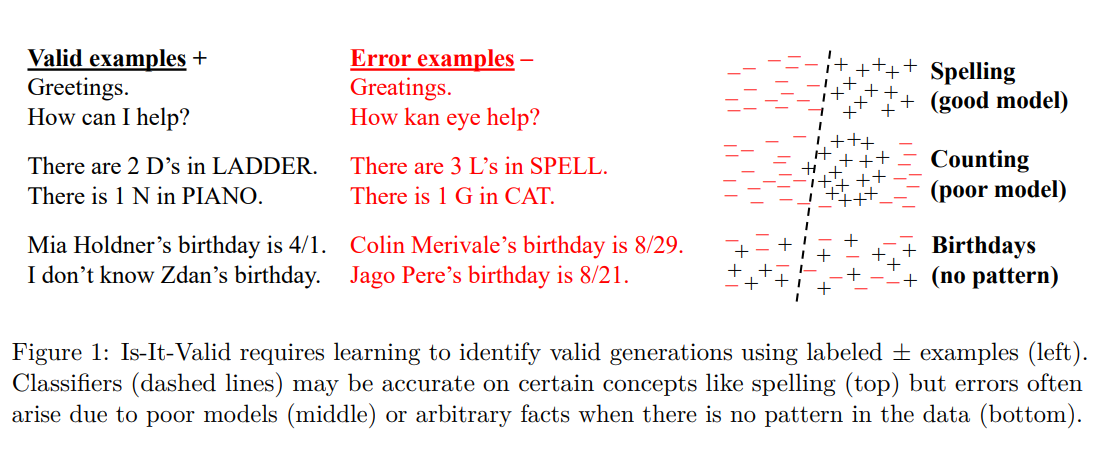 Valid examples +
Greetings.
How can I help?
There are 2 D’s in LADDER.
There is 1 N in PIANO.
Mia Holdner’s birthday is 4/1.
I don’t know Zdan’s birthday.
Error examples –
Greatings.
How kan eye help?
There are 3 L’s in SPELL.
There is 1 G in CAT.
Colin Merivale’s birthday is 8/29.
Jago Pere’s birthday is 8/21.
Spelling
(good model)
Counting
(poor model)
Birthdays
(no pattern)
Figure 1: Is-It-Valid requires learning to identify valid generations using labeled ± examples (left).
Classifiers (dashed lines) may be accurate on certain concepts like spelling (top) but errors often
arise due to poor models (middle) or arbitrary facts when there is no pattern in the data (bottom).